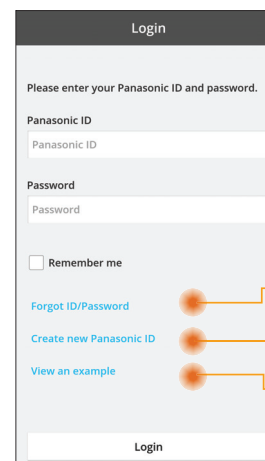 Login
Please enter your Panasonic ID and password.
Panasonic ID
Panasonic ID
Password
Password
Remember me
Forgot ID/Password
Create new Panasonic ID
View an example
Login